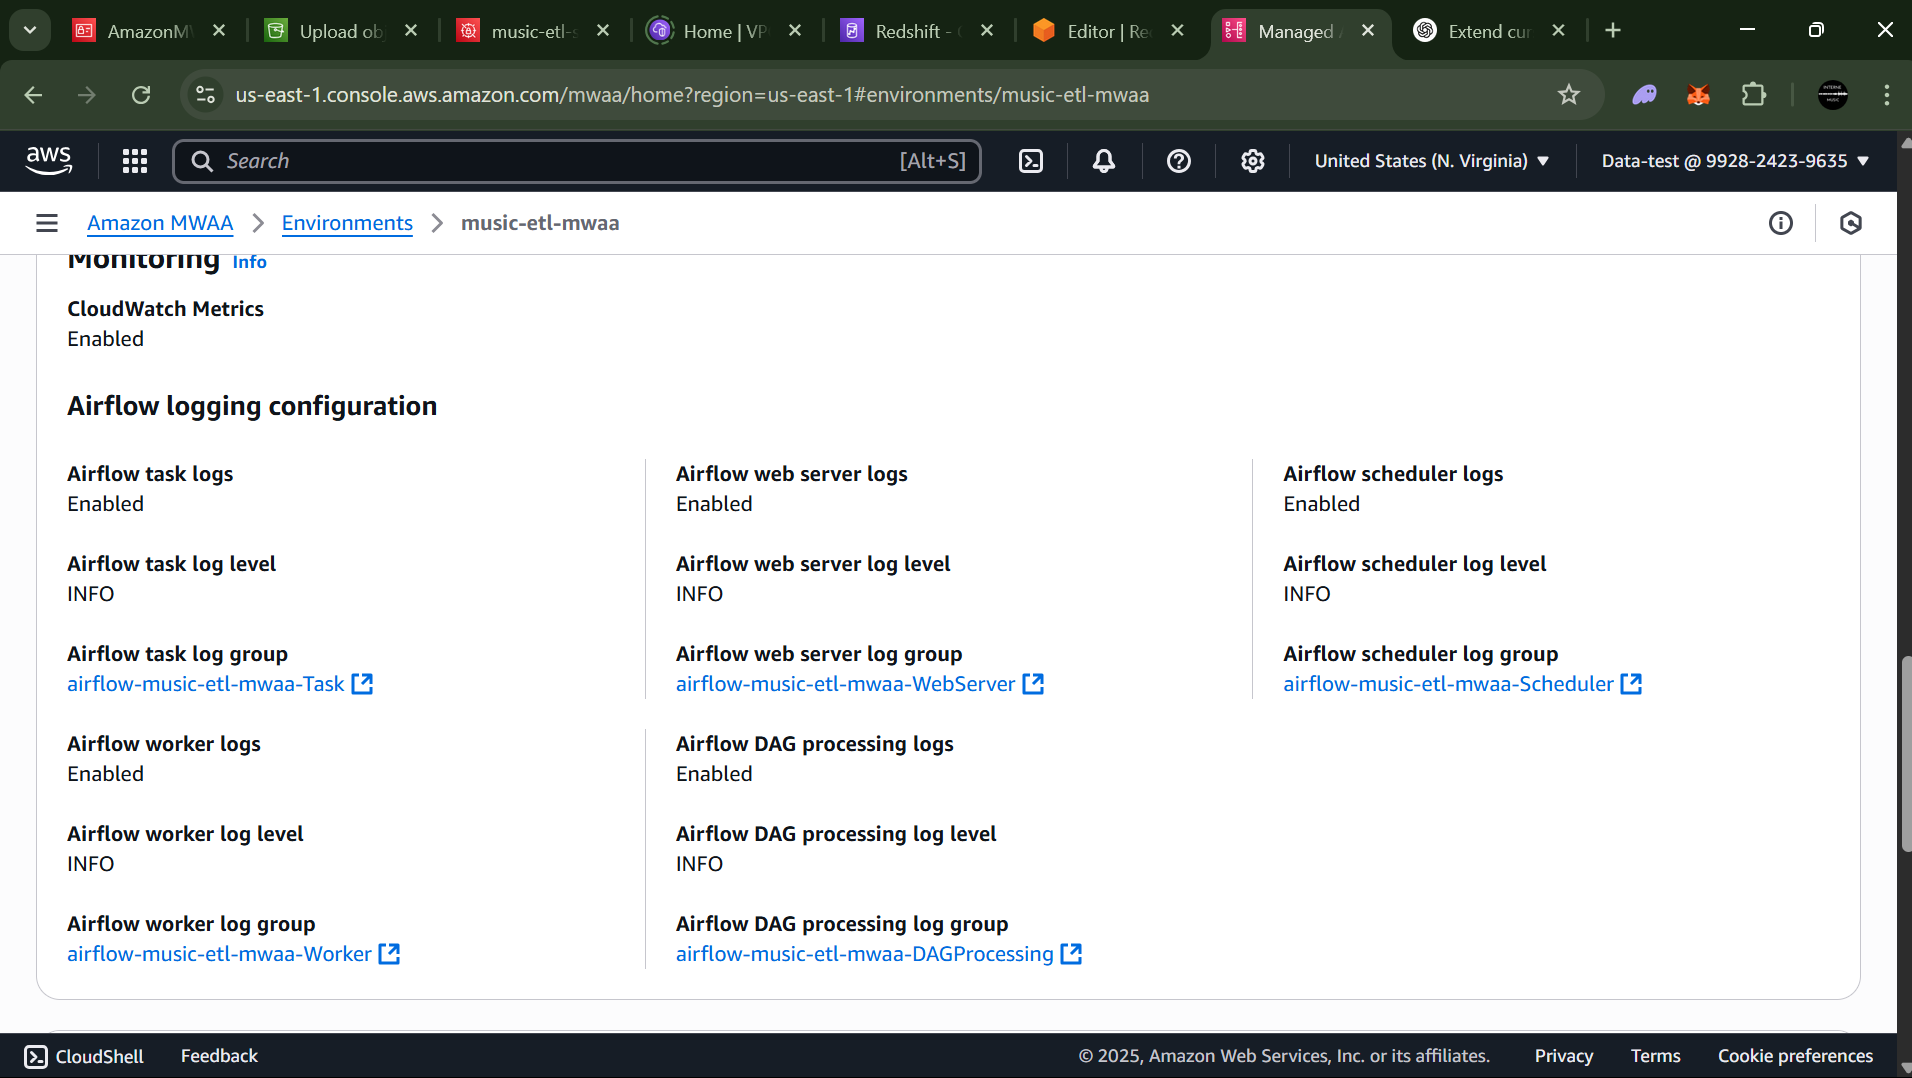 AmazonM
Upload ob
music-etl-s
Home | VP
Redshift -
Editor | Re
Managed
Extend cur
us-east-1.console.aws.amazon.com/mwaa/home?region=us-east-1#environments/music-etl-mwaa
aws
Search
[Alt+S]
United States (N. Virginia)
Data-test @ 9928-2423-9635
Amazon MWAA > Environments > music-etl-mwaa
Monitoring Info
CloudWatch Metrics
Enabled
Airflow logging configuration
Airflow task logs
Enabled
Airflow task log level
INFO
Airflow task log group
airflow-music-etl-mwaa-Task
Airflow web server logs
Enabled
Airflow web server log level
INFO
Airflow web server log group
airflow-music-etl-mwaa-WebServer
Airflow scheduler logs
Enabled
Airflow scheduler log level
INFO
Airflow scheduler log group
airflow-music-etl-mwaa-Scheduler
Airflow worker logs
Enabled
Airflow worker log level
INFO
Airflow worker log group
airflow-music-etl-mwaa-Worker
Airflow DAG processing logs
Enabled
Airflow DAG processing log level
INFO
Airflow DAG processing log group
airflow-music-etl-mwaa-DAGProcessing
CloudShell
Feedback
© 2025, Amazon Web Services, Inc. or its affiliates.
Privacy
Terms
Cookie preferences